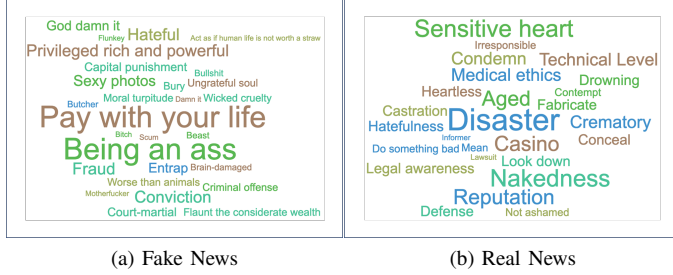 God damn it
Flunkey Hateful Act as if human life is not worth a straw
Privileged rich and powerful
Capital punishment Bullshit
Sexy photos Bury Ungrateful soul
Butcher Moral turpitude Damn it Wicked cruelty
Pay with your life
Bitch Scum Beast
Being an ass
Fraud Entrap Brain-damaged
Worse than animals Criminal offense
Motherfucker Conviction
Court-martial Flaunt the considerate wealth
(a) Fake News
Sensitive heart
Irresponsible
Condemn Technical Level
Medical ethics Drowning
Heartless Aged Contempt
Fabricate
Castration Disaster Crematory
Hatefulness Informer Casino Conceal
Do something bad Mean
Lawsuit Look down
Legal awareness Nakedness
Reputation
Defense Not ashamed
(b) Real News